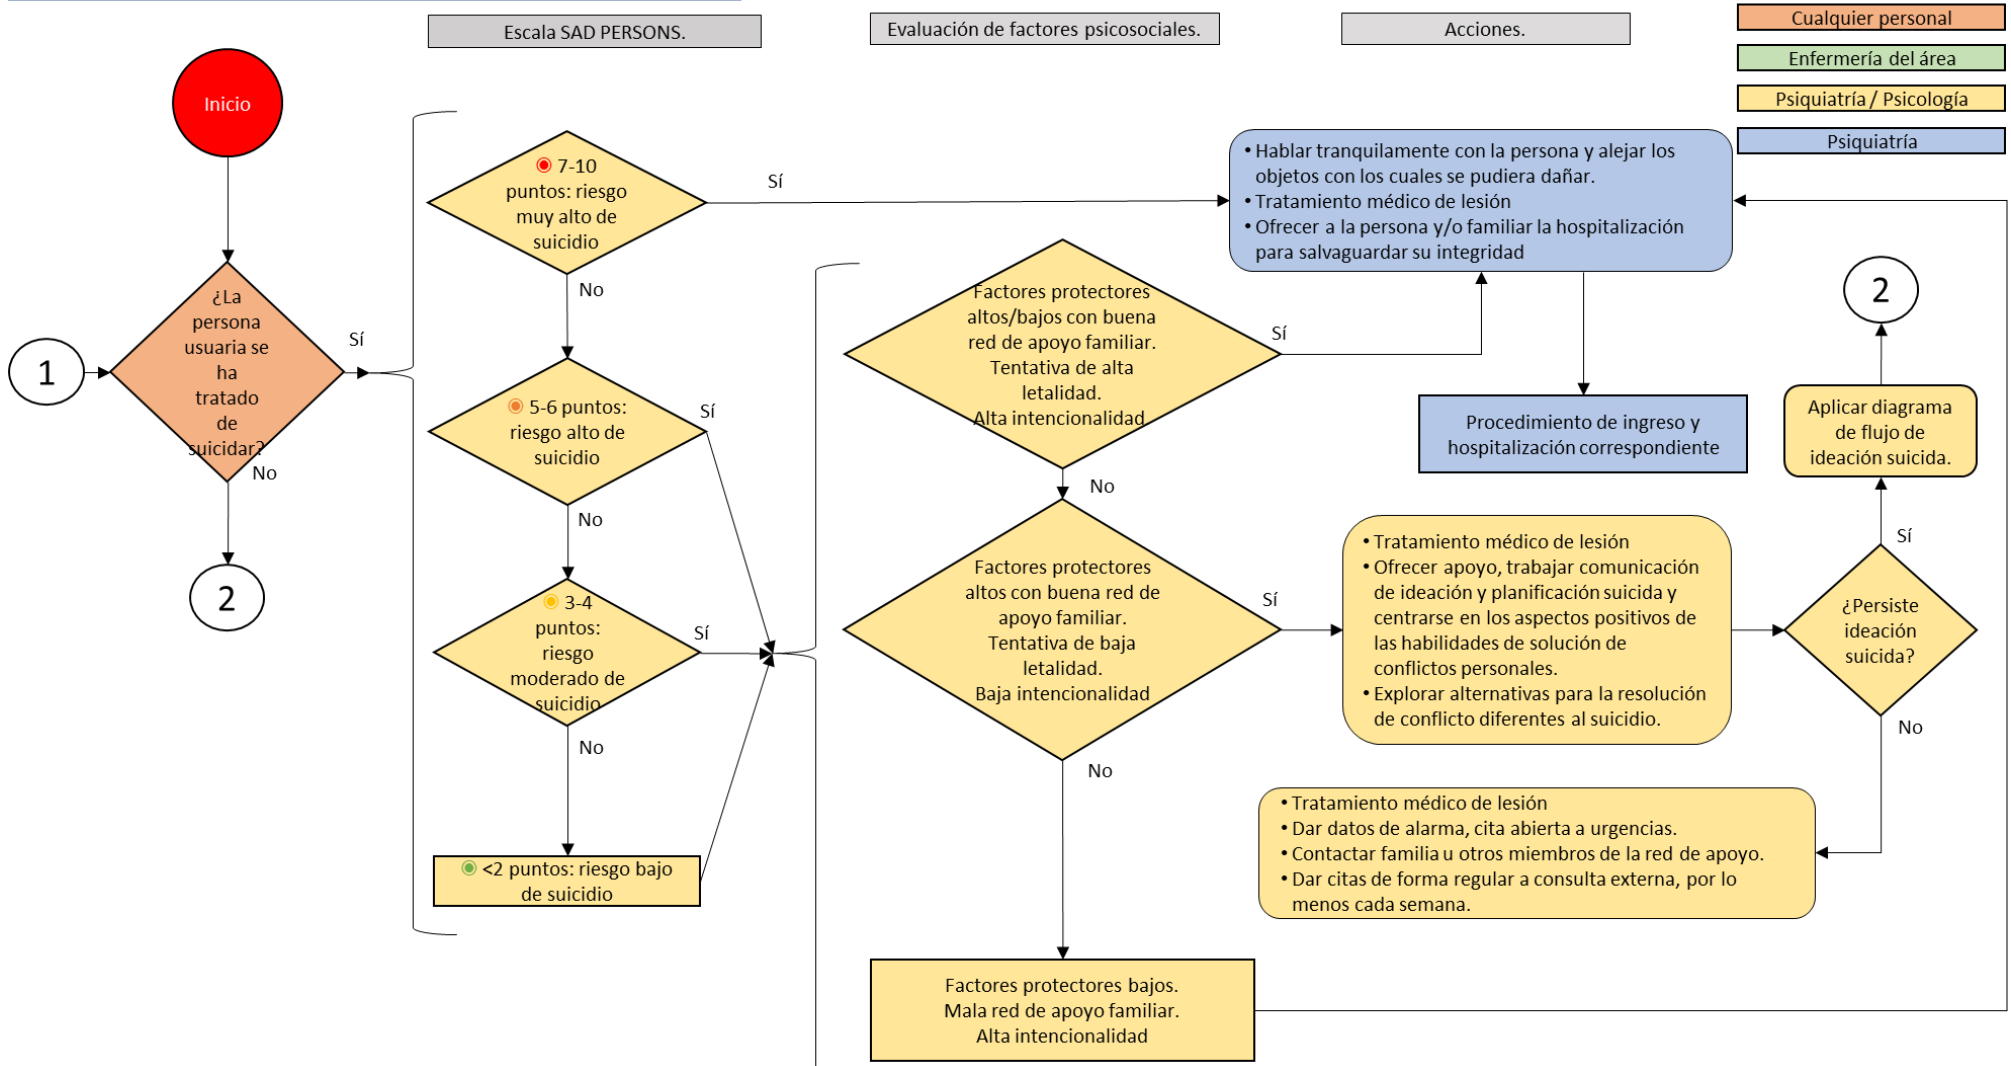 Escala SAD PERSONS.
Evaluación de factores psicosociales.
Acciones.
Cualquier personal
Enfermería del área
Psiquiatría / Psicología
Psiquiatría
Inicio
1
¿La
persona
usuaria se
ha
tratado
de
suicidar?
Sí
No
2
7-10
puntos: riesgo
muy alto de
suicidio
Sí
No
5-6 puntos:
riesgo alto de
suicidio
Sí
No
3-4
puntos:
riesgo
moderado de
suicidio
Sí
No
<2 puntos: riesgo bajo
de suicidio
Factores protectores
altos/bajos con buena
red de apoyo familiar.
Tentativa de alta
letalidad.
Alta intencionalidad
Sí
No
Factores protectores
altos con buena red de
apoyo familiar.
Tentativa de baja
letalidad.
Baja intencionalidad
Sí
No
Factores protectores bajos.
Mala red de apoyo familiar.
Alta intencionalidad
• Hablar tranquilamente con la persona y alejar los
objetos con los cuales se pudiera dañar.
• Tratamiento médico de lesión
• Ofrecer a la persona y/o familiar la hospitalización
para salvaguardar su integridad
Procedimiento de ingreso y
hospitalización correspondiente
• Tratamiento médico de lesión
• Ofrecer apoyo, trabajar comunicación
de ideación y planificación suicida y
centrarse en los aspectos positivos de
las habilidades de solución de
conflictos personales.
• Explorar alternativas para la resolución
de conflicto diferentes al suicidio.
¿Persiste
ideación
suicida?
Sí
No
Aplicar diagrama
de flujo de
ideación suicida.
2
• Tratamiento médico de lesión
• Dar datos de alarma, cita abierta a urgencias.
• Contactar familia u otros miembros de la red de apoyo.
• Dar citas de forma regular a consulta externa, por lo
menos cada semana.